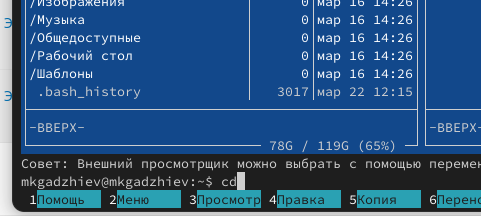 /Изображения 0 мар 16 14:26
/Музыка 0 мар 16 14:26
/Общедоступные 0 мар 16 14:26
/Рабочий стол 0 мар 16 14:26
/Шаблоны 0 мар 16 14:26
.bash_history 3017 мар 22 12:15
-ВВЕРХ- -ВВЕРХ-
78G / 119G (65%)
Совет: Внешний просмотрщик можно выбрать с помощью
mkgadzhiev@mkgadzhiev:~$ cd
1Помощь 2Меню 3Просмотр 4Правка 5Копия 6